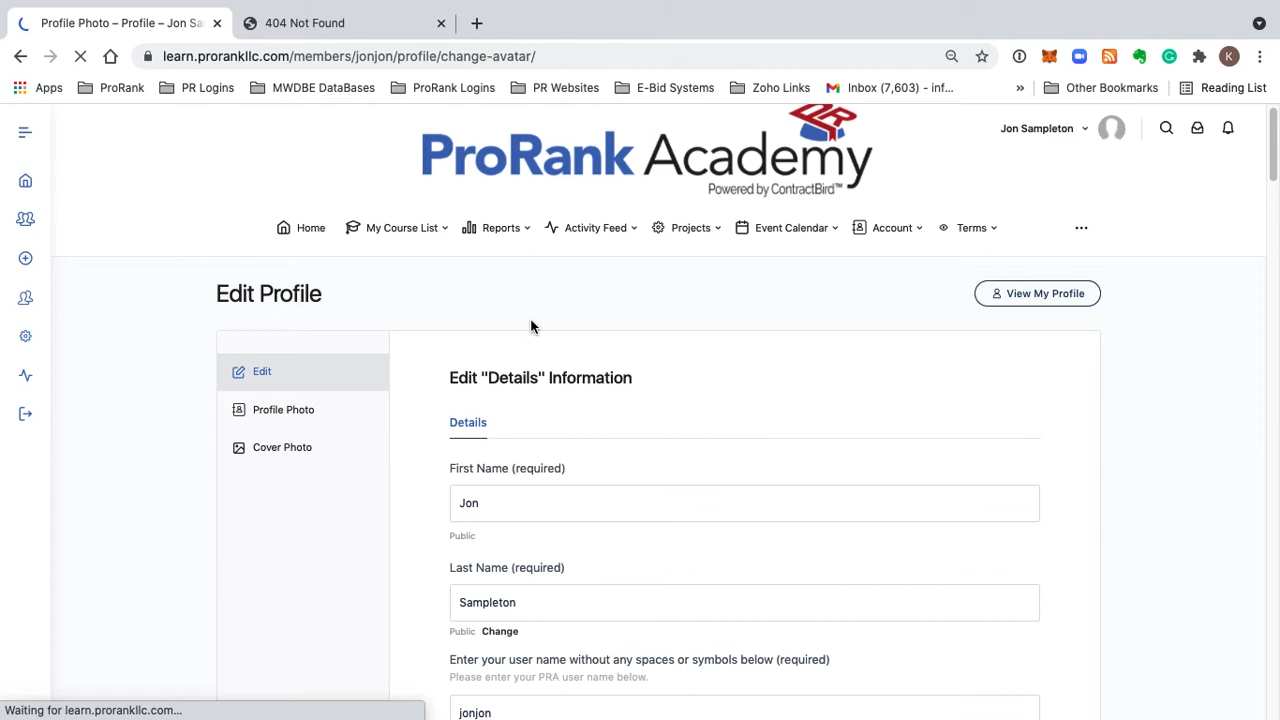 Profile Photo – Profile – Jon Sa
404 Not Found
learn.prorankllc.com/members/jonjon/profile/change-avatar/
K
Apps
ProRank
PR Logins
MWDBE DataBases
ProRank Logins
PR Websites
E-Bid Systems
Zoho Links
Inbox (7,603) - inf...
»
Other Bookmarks
Reading List
ProRank Academy
Powered by ContractBird™
Jon Sampleton
Home
My Course List
Reports
Activity Feed
Projects
Event Calendar
Account
Terms
Edit Profile
View My Profile
Edit
Profile Photo
Cover Photo
Edit "Details" Information
Details
First Name (required)
Jon
Public
Last Name (required)
Sampleton
Public Change
Enter your user name without any spaces or symbols below (required)
Please enter your PRA user name below.
jonjon
Waiting for learn.prorankllc.com...